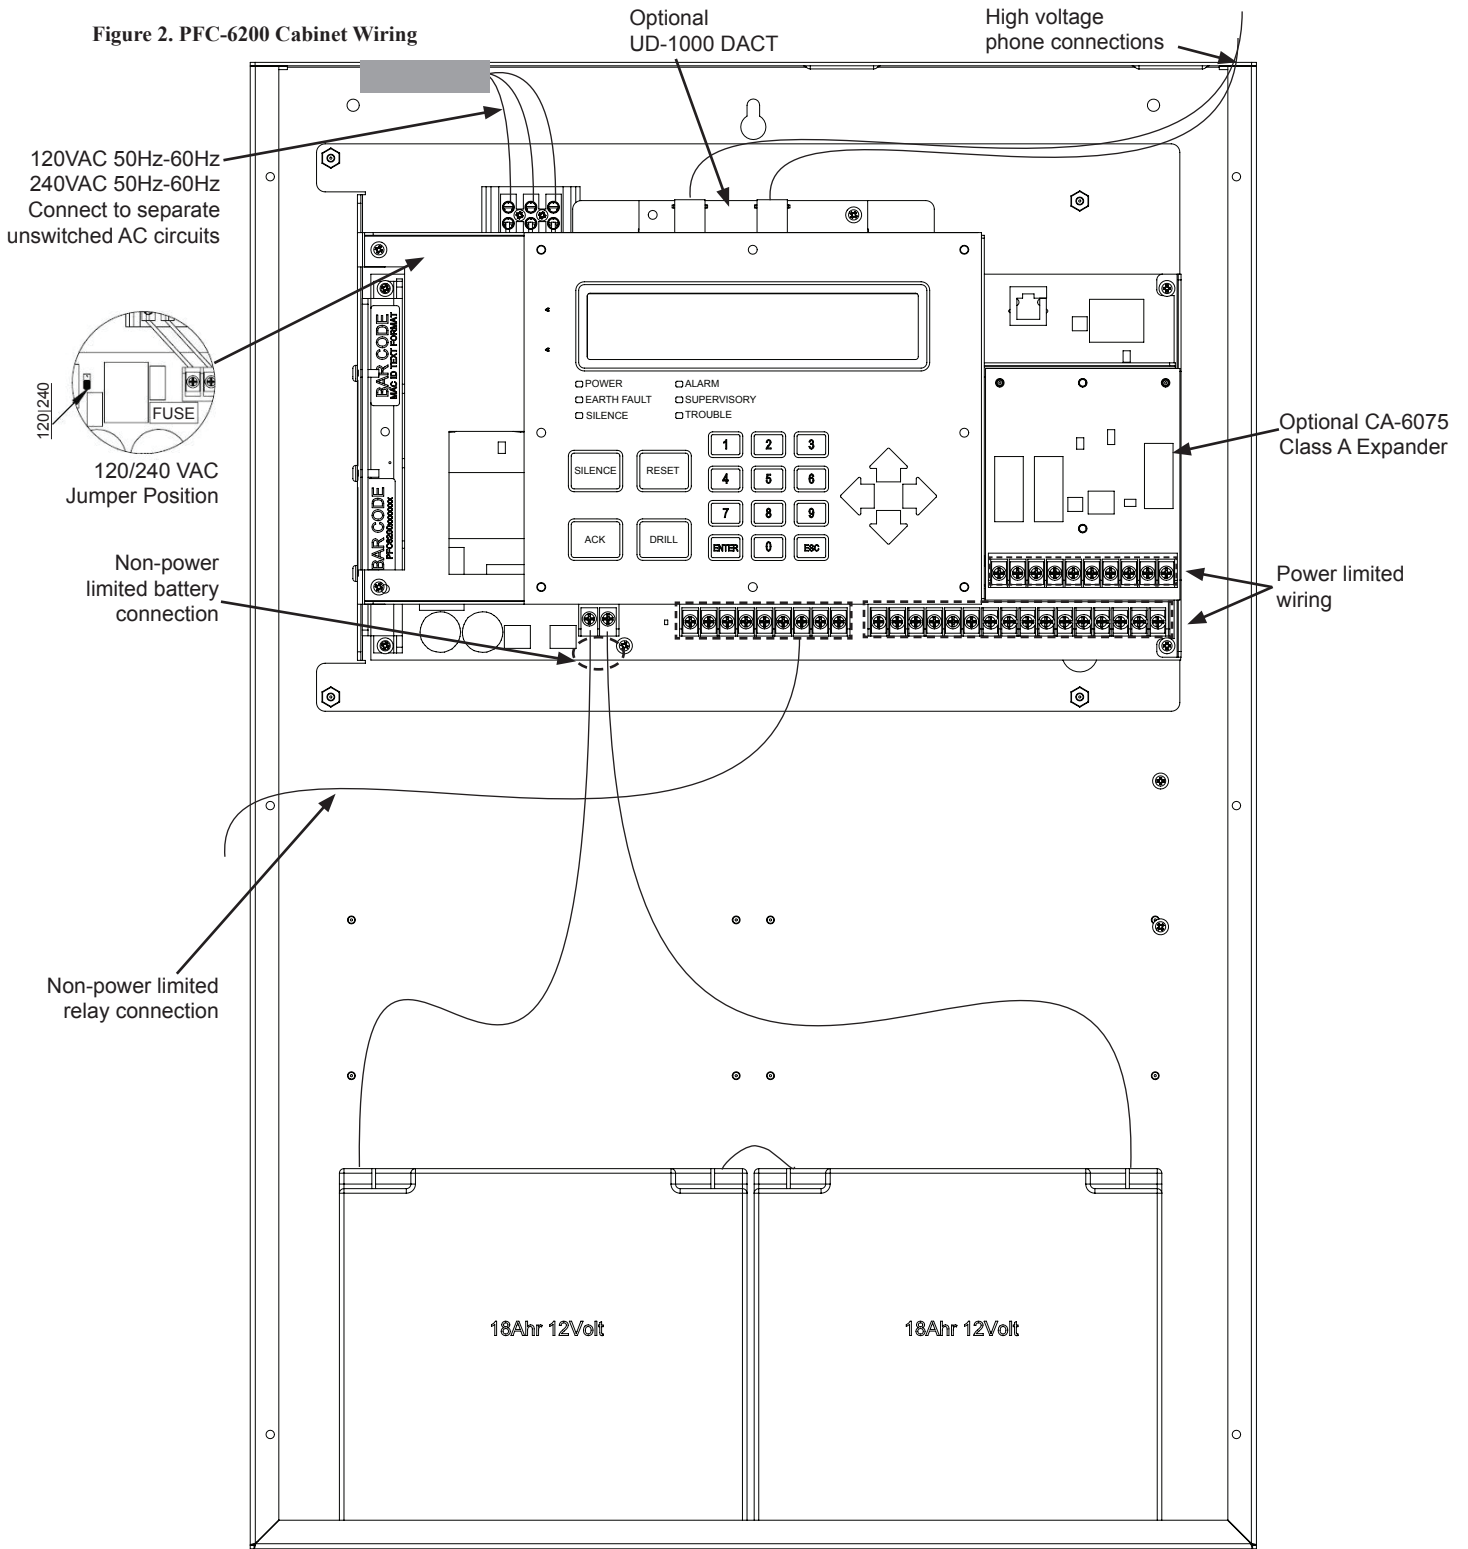 Figure 2. PFC-6200 Cabinet Wiring
Optional
UD-1000 DACT
High voltage
phone connections
120VAC 50Hz-60Hz
240VAC 50Hz-60Hz
Connect to separate
unswitched AC circuits
BAR CODE
MAC ID TEXT FORMAT
120|240
FUSE
120/240 VAC
Jumper Position
POWER
EARTH FAULT
SILENCE
ALARM
SUPERVISORY
TROUBLE
SILENCE
RESET
ACK
DRILL
1 2 3
4 5 6
7 8 9
ENTER 0 ESC
Optional CA-6075
Class A Expander
BAR CODE
Non-power
limited battery
connection
Power limited
wiring
Non-power limited
relay connection
18Ahr 12Volt
18Ahr 12Volt